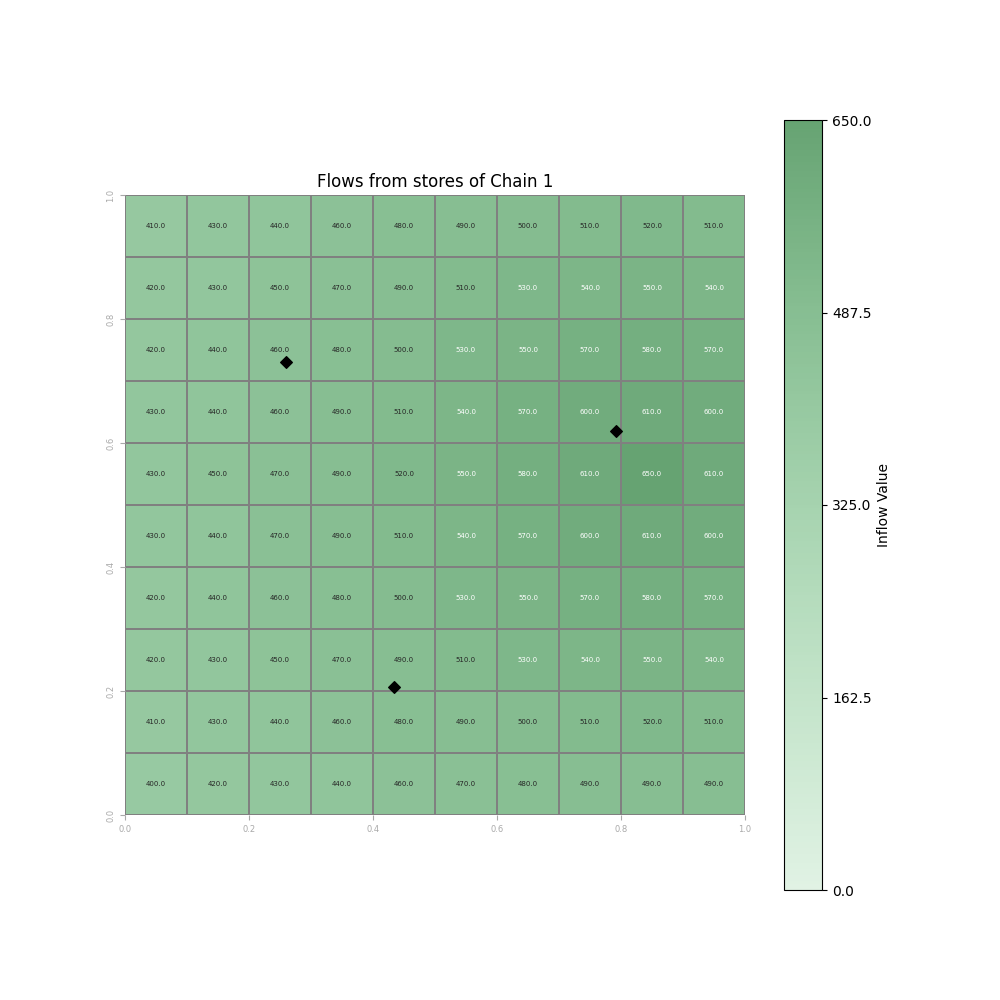 Flows from stores of Chain 1
1.0
410.0 430.0 440.0 460.0 480.0 490.0 500.0 510.0 520.0 510.0
420.0 430.0 450.0 470.0 490.0 510.0 530.0 540.0 550.0 540.0
0.8
420.0 440.0 460.0 480.0 500.0 530.0 550.0 570.0 580.0 570.0
430.0 440.0 460.0 490.0 510.0 540.0 570.0 600.0 610.0 600.0
0.6
430.0 450.0 470.0 490.0 520.0 550.0 580.0 610.0 650.0 610.0
430.0 440.0 470.0 490.0 510.0 540.0 570.0 600.0 610.0 600.0
0.4
420.0 440.0 460.0 480.0 500.0 530.0 550.0 570.0 580.0 570.0
420.0 430.0 450.0 470.0 490.0 510.0 530.0 540.0 550.0 540.0
0.2
410.0 430.0 440.0 460.0 480.0 490.0 500.0 510.0 520.0 510.0
400.0 420.0 430.0 440.0 460.0 470.0 480.0 490.0 490.0 490.0
0.0
0.0 0.2 0.4 0.6 0.8 1.0
650.0
487.5
325.0
162.5
0.0
Inflow Value